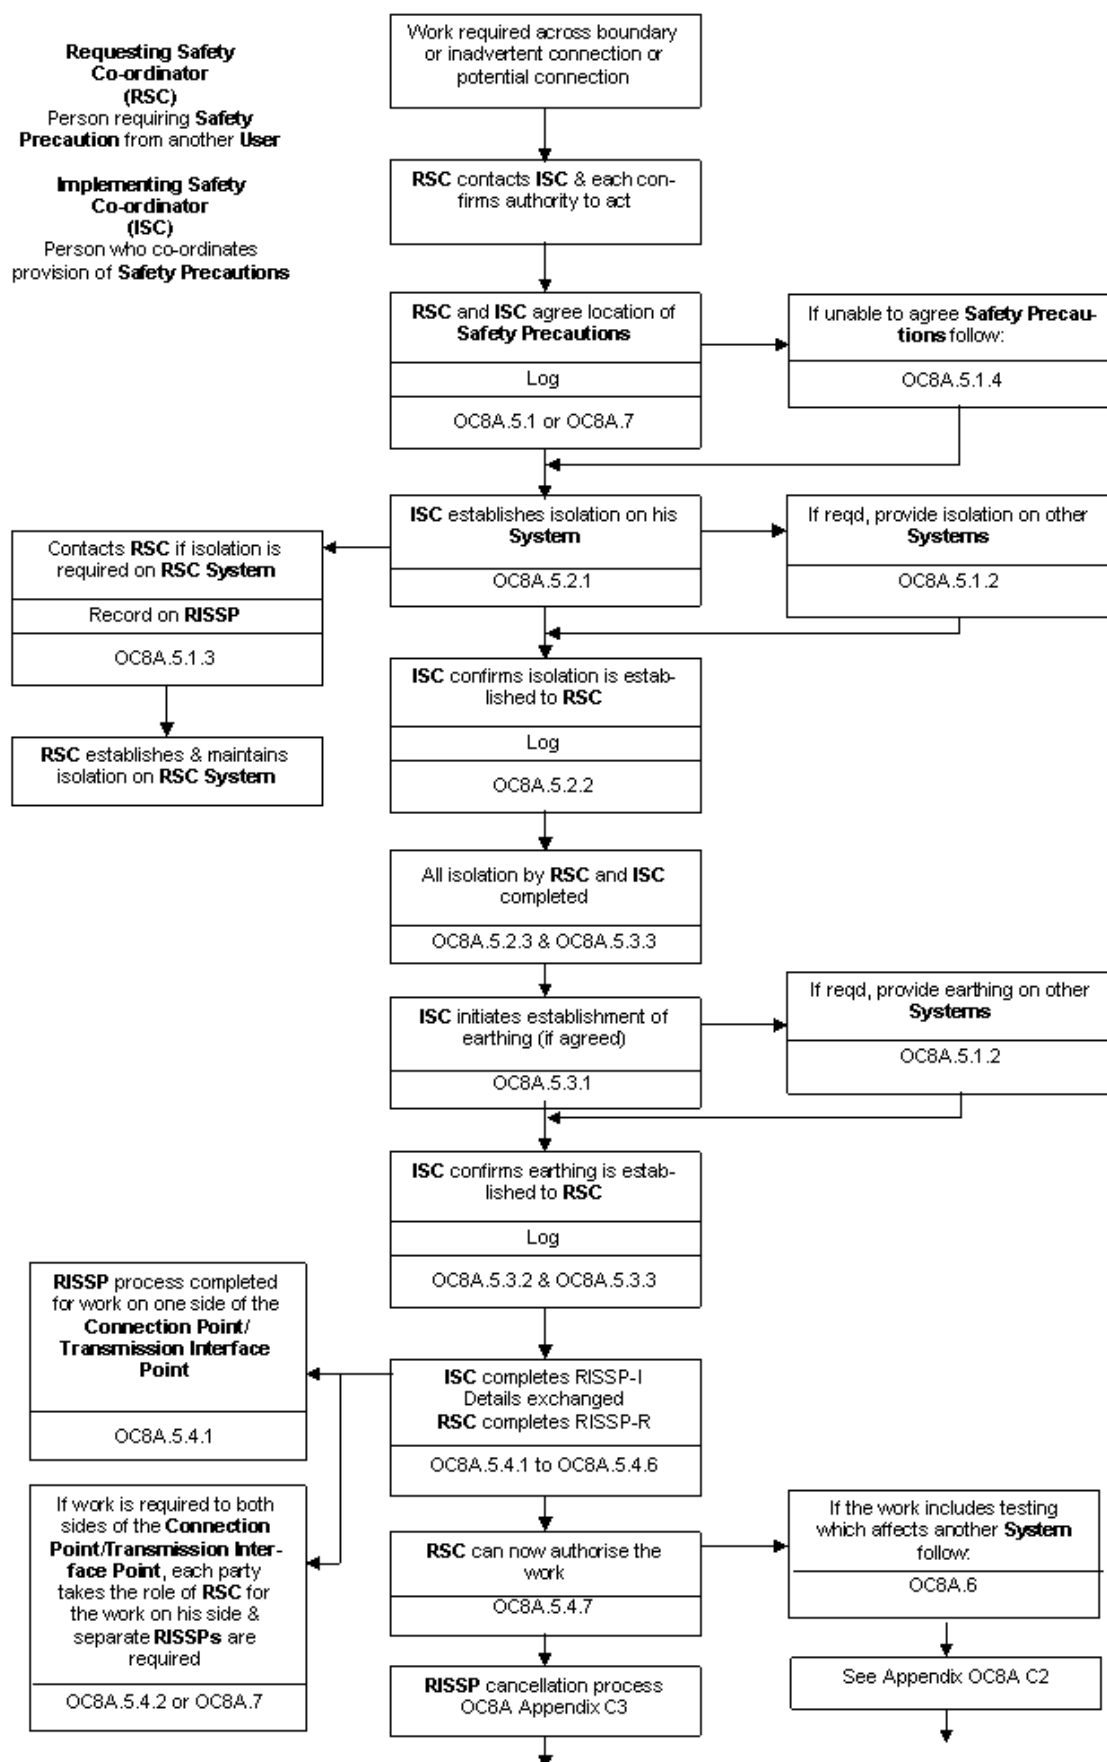 Requesting Safety
Co-ordinator
(RSC)
Person requiring Safety
Precaution from another User
Implementing Safety
Co-ordinator
(ISC)
Person who co-ordinates
provision of Safety Precautions
Work required across boundary
or inadvertent connection or
potential connection
RSC contacts ISC & each con-
firms authority to act
RSC and ISC agree location of
Safety Precautions
Log
OC8A.5.1 or OC8A.7
If unable to agree Safety Precau-
tions follow:
OC8A.5.1.4
ISC establishes isolation on his
System
OC8A.5.2.1
If reqd, provide isolation on other
Systems
OC8A.5.1.2
Contacts RSC if isolation is
required on RSC System
Record on RISSP
OC8A.5.1.3
RSC establishes & maintains
isolation on RSC System
ISC confirms isolation is estab-
lished to RSC
Log
OC8A.5.2.2
All isolation by RSC and ISC
completed
OC8A.5.2.3 & OC8A.5.3.3
ISC initiates establishment of
earthing (if agreed)
OC8A.5.3.1
If reqd, provide earthing on other
Systems
OC8A.5.1.2
ISC confirms earthing is estab-
lished to RSC
Log
OC8A.5.3.2 & OC8A.5.3.3
RISSP process completed
for work on one side of the
Connection Point/
Transmission Interface
Point
OC8A.5.4.1
ISC completes RISSP-I
Details exchanged
RSC completes RISSP-R
OC8A.5.4.1 to OC8A.5.4.6
If work is required to both
sides of the Connection
Point/Transmission Inter-
face Point, each party
takes the role of RSC for
the work on his side &
separate RISSPs are
required
OC8A.5.4.2 or OC8A.7
RSC can now authorise the
work
OC8A.5.4.7
If the work includes testing
which affects another System
follow:
OC8A.6
RISSP cancellation process
OC8A Appendix C3
See Appendix OC8A C2